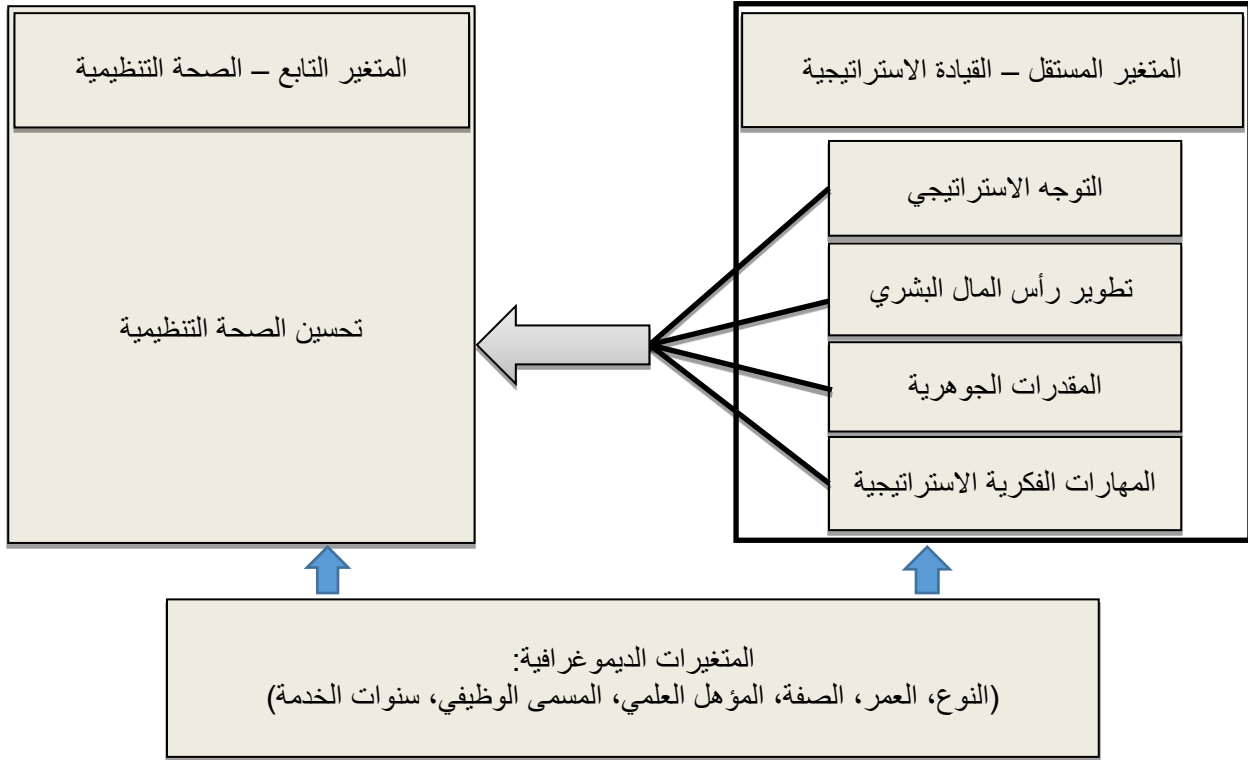 المتغير المستقل – القيادة الاستراتيجية
التوجه الاستراتيجي
تطوير رأس المال البشري
المقدرات الجوهرية
المهارات الفكرية الاستراتيجية
المتغير التابع – الصحة التنظيمية
تحسين الصحة التنظيمية
المتغيرات الديموغرافية:
(النوع، العمر، الصفة، المؤهل العلمي، المسمى الوظيفي، سنوات الخدمة)